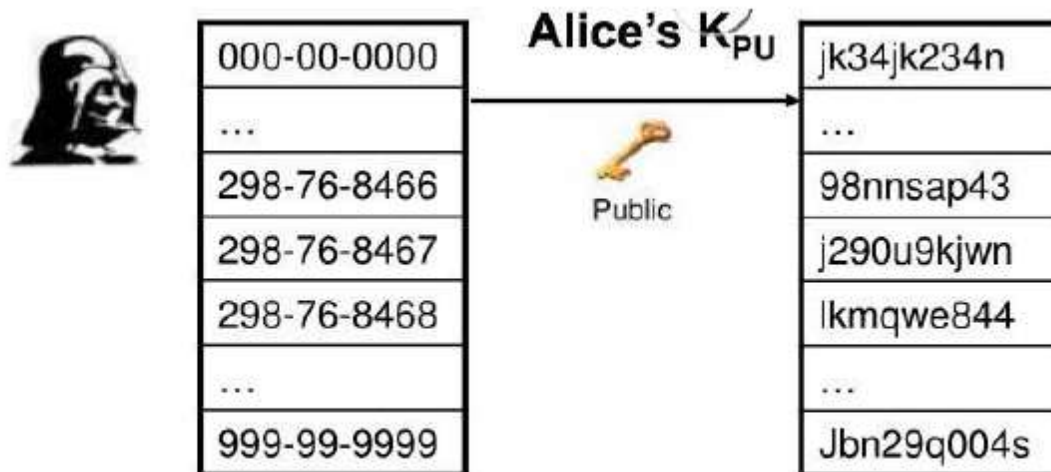 Alice's K_PU
000-00-0000
...
298-76-8466
298-76-8467
298-76-8468
...
999-99-9999
Public
jk34jk234n
...
98nnsap43
j290u9kjwn
lkmqwe844
...
Jbn29q004s